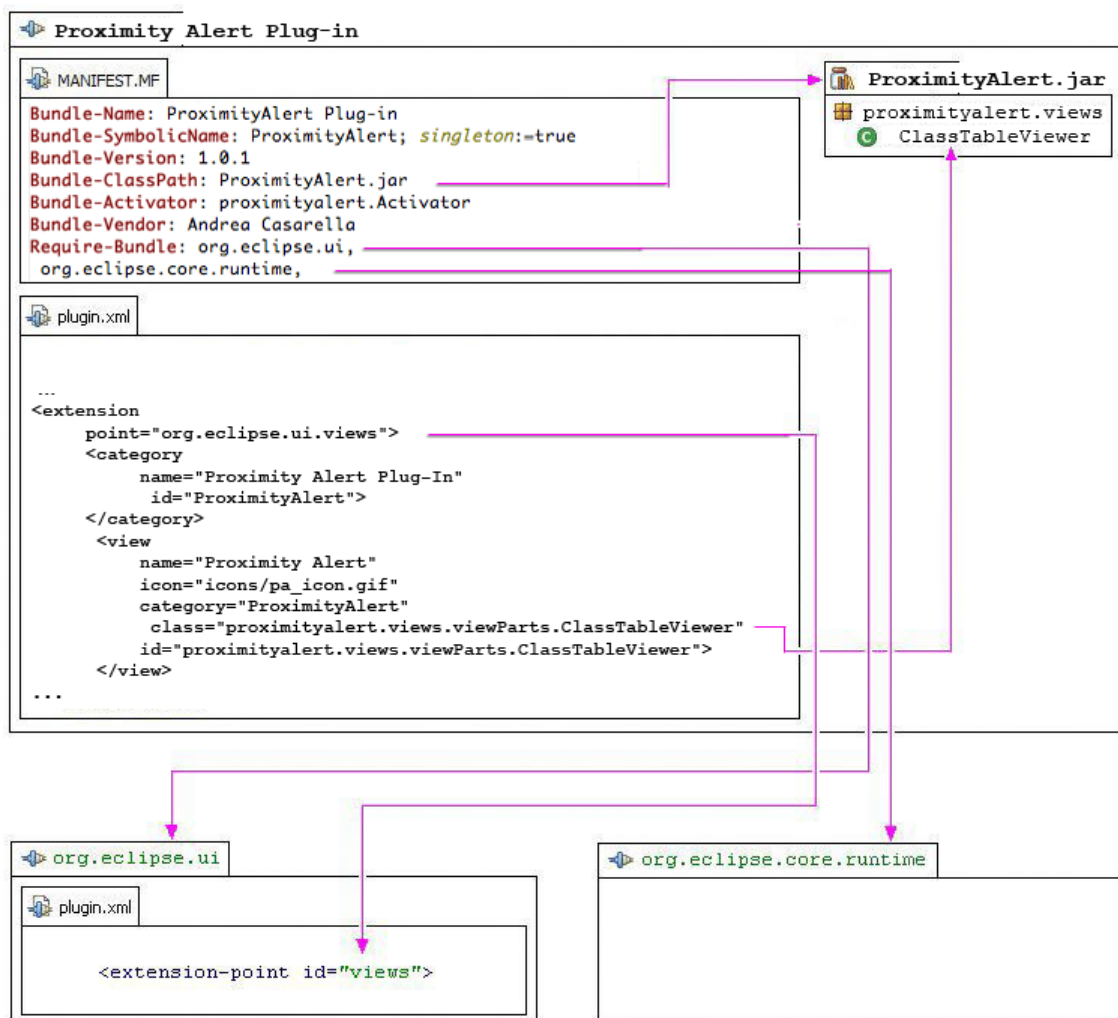 Proximity Alert Plug-in
MANIFEST.MF
Bundle-Name: ProximityAlert Plug-in
Bundle-SymbolicName: ProximityAlert; singleton:=true
Bundle-Version: 1.0.1
Bundle-ClassPath: ProximityAlert.jar
Bundle-Activator: proximityalert.Activator
Bundle-Vendor: Andrea Casarella
Require-Bundle: org.eclipse.ui,
org.eclipse.core.runtime,
ProximityAlert.jar
proximityalert.views
C ClassTableViewer
plugin.xml
...
<extension
point="org.eclipse.ui.views">
<category
name="Proximity Alert Plug-In"
id="ProximityAlert">
</category>
<view
name="Proximity Alert"
icon="icons/pa_icon.gif"
category="ProximityAlert"
class="proximityalert.views.viewParts.ClassTableViewer"
id="proximityalert.views.viewParts.ClassTableViewer">
</view>
...
org.eclipse.ui
plugin.xml
<extension-point id="views">
org.eclipse.core.runtime